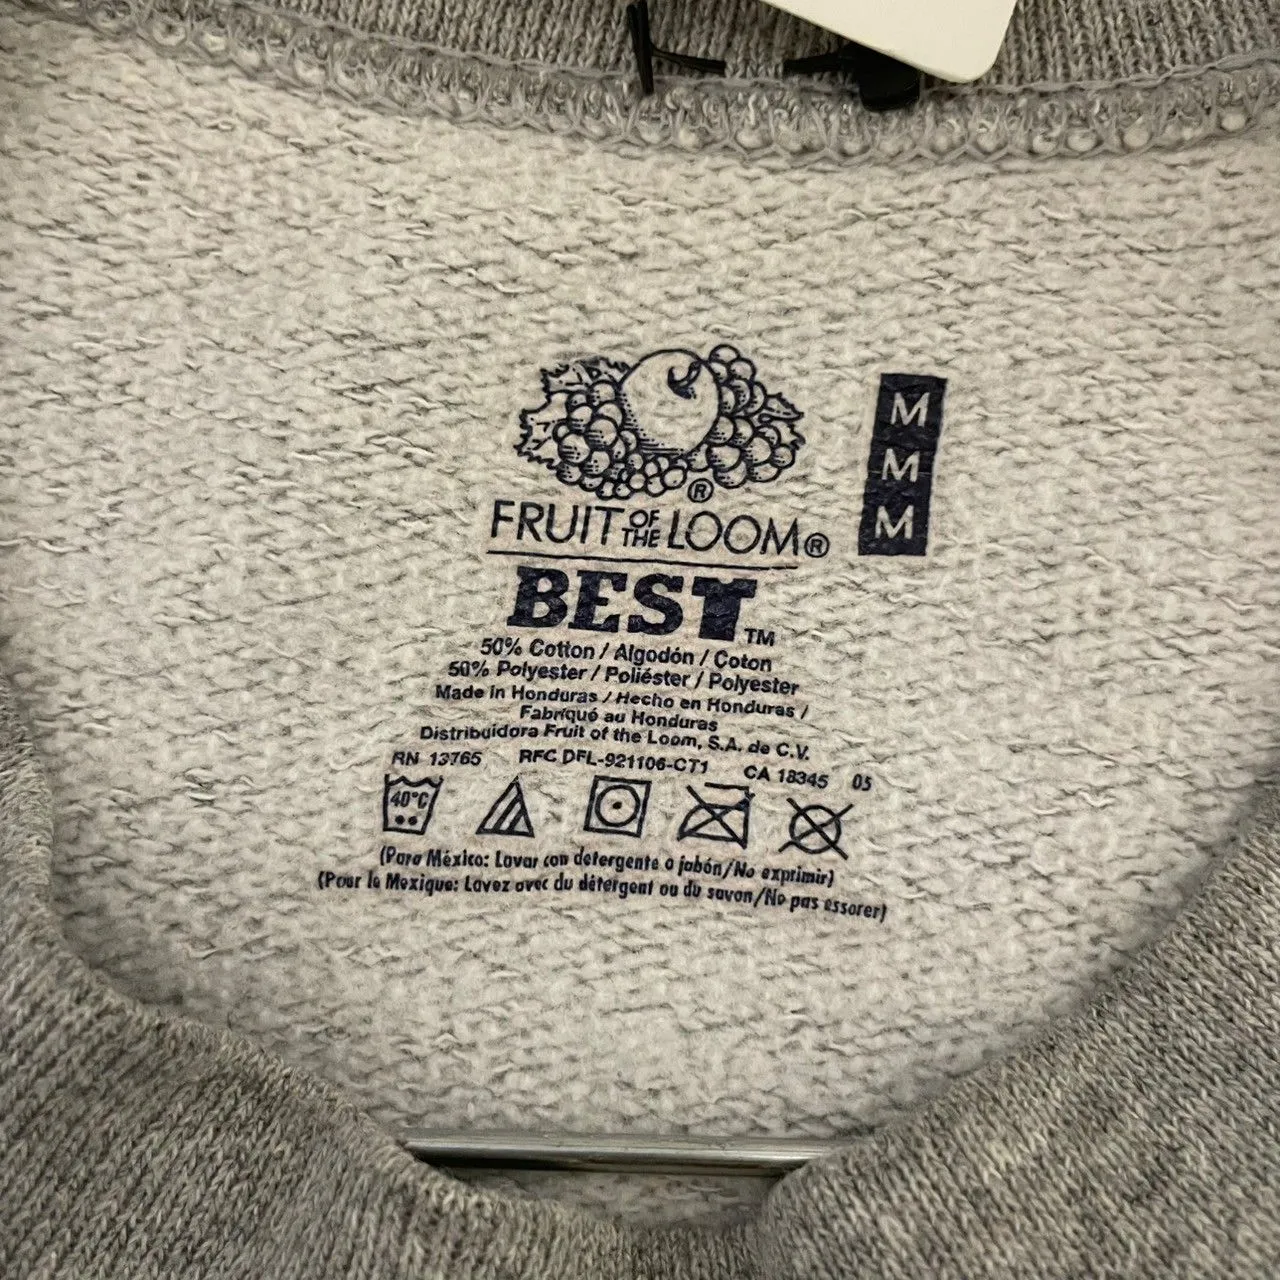 FRUIT OF THE LOOM®
BEST™
50% Cotton / Algodón / Coton
50% Polyester / Poliéster / Polyester
Made in Honduras / Hecho en Honduras /
Fabriqué au Honduras
Distribuidora Fruit of the Loom, S.A. de C.V.
RN 13765 RFC DFL-921106-CT1 CA 18345 05
40°C
(Para México: Lavar con detergente o jabón/No exprimir)
(Pour le Mexique: Lavez avec du détergent ou du savon/No pas essorer)
M
M
M